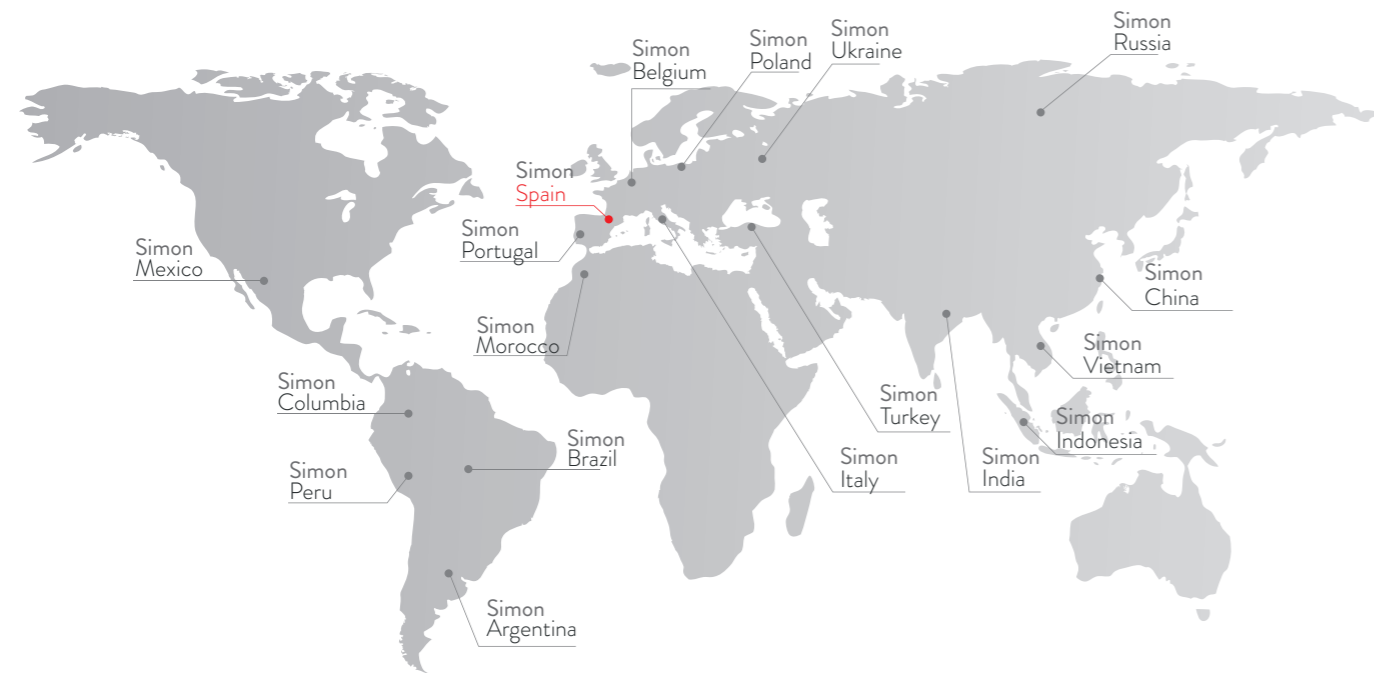 Simon
Russia
Simon
Ukraine
Simon
Poland
Simon
Belgium
Simon
Spain
Simon
Portugal
Simon
Mexico
Simon
China
Simon
Morocco
Simon
Vietnam
Simon
Columbia
Simon
Turkey
Simon
Indonesia
Simon
Brazil
Simon
Italy
Simon
India
Simon
Peru
Simon
Argentina